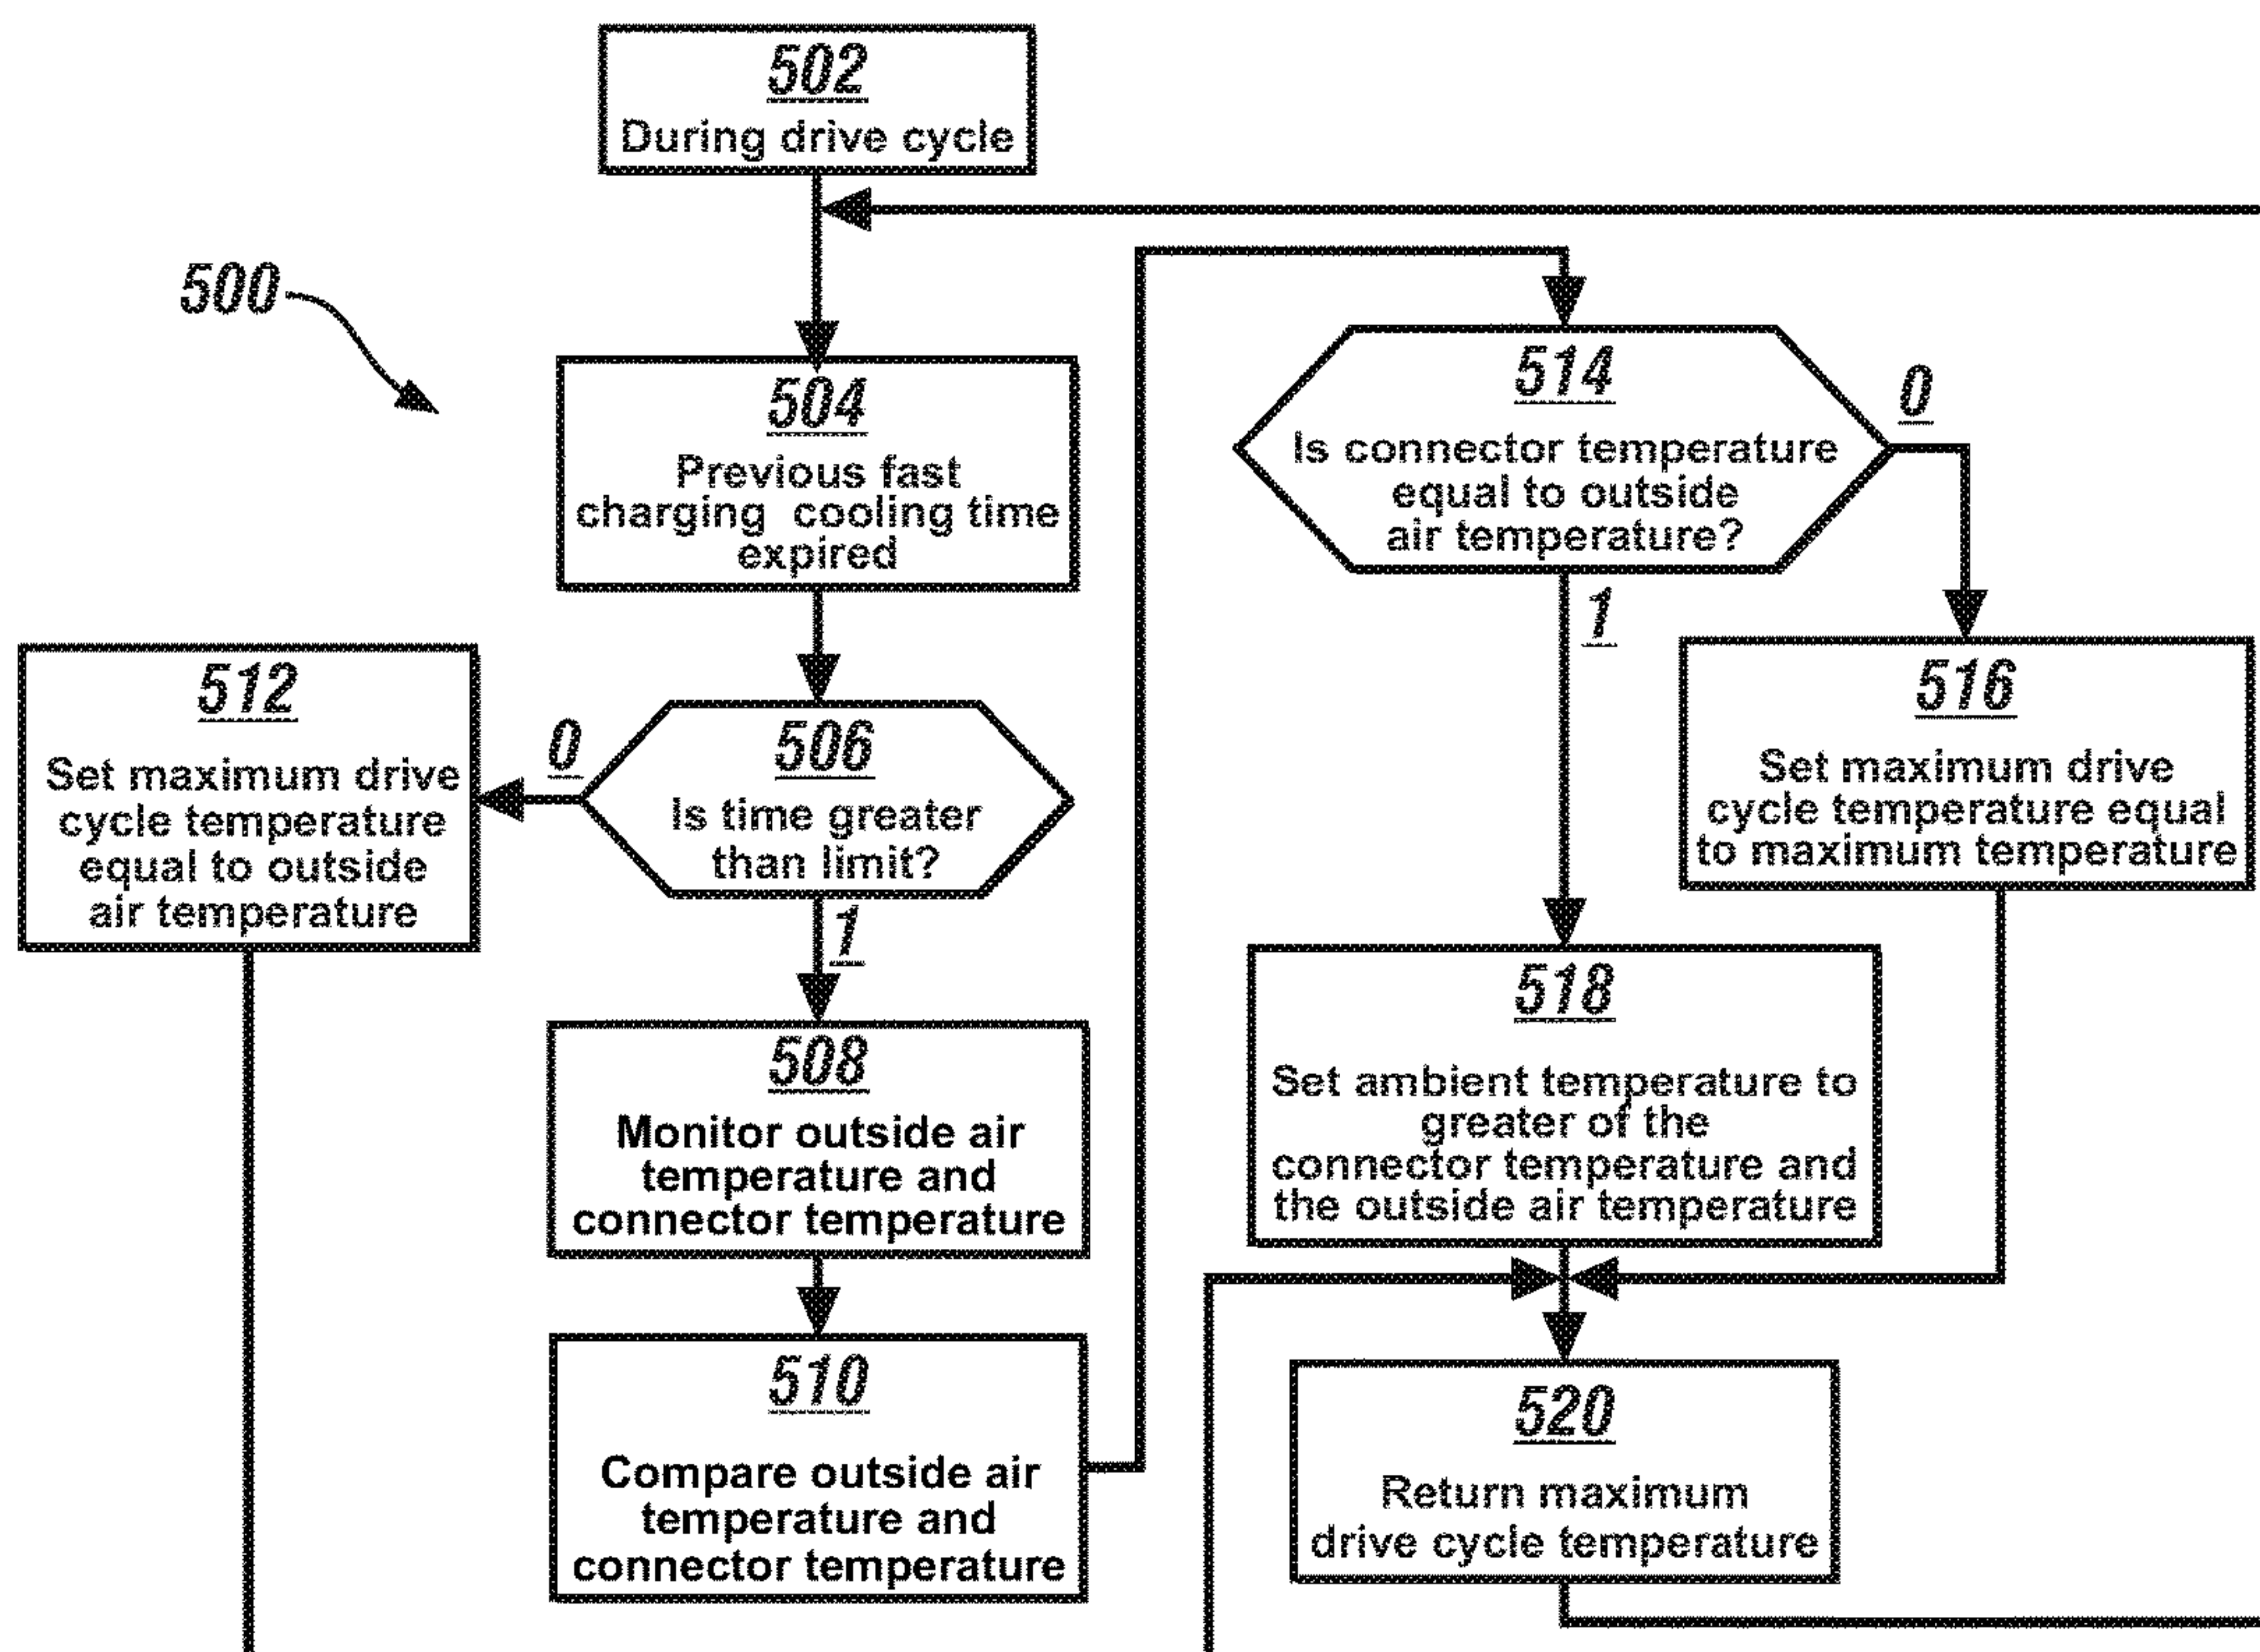 502
During drive cycle
500
504
Previous fast
charging cooling time
expired
506
Is time greater
than limit?
0
1
512
Set maximum drive
cycle temperature
equal to outside
air temperature
508
Monitor outside air
temperature and
connector temperature
510
Compare outside air
temperature and
connector temperature
514
Is connector temperature
equal to outside
air temperature?
0
1
516
Set maximum drive
cycle temperature equal
to maximum temperature
518
Set ambient temperature to
greater of the
connector temperature and
the outside air temperature
520
Return maximum
drive cycle temperature